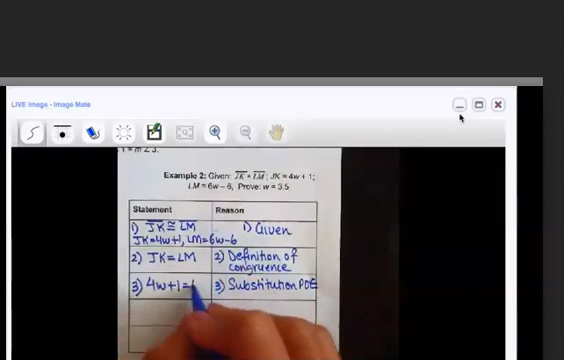 LIVE Image - Image Mate
1 = m∠3.
Example 2: Given: JK ≅ LM; JK = 4w + 1;
LM = 6w – 6, Prove: w = 3.5
Statement Reason
1) JK ≅ LM 1) Given
JK=4w+1, LM=6w-6
2) JK = LM 2) Definition of
congruence
3) 4w+1= 3) Substitution POE